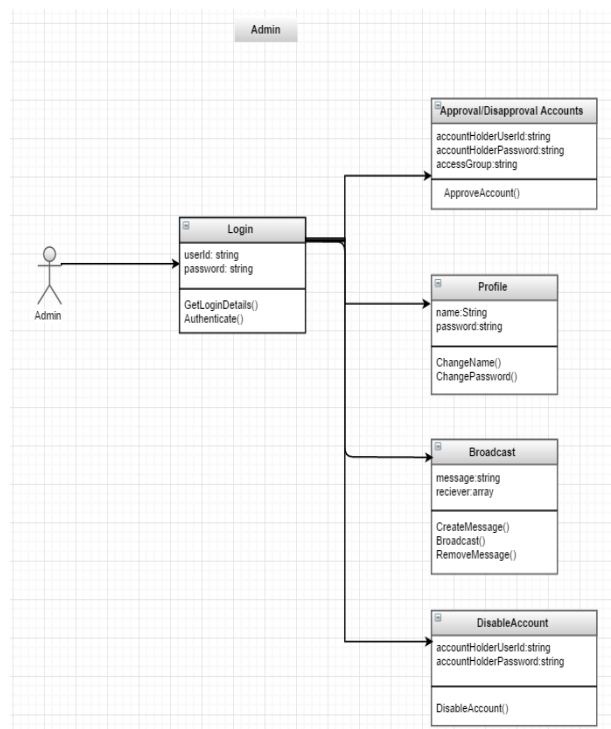 Admin
Approval/Disapproval Accounts
accountHolderUserId:string
accountHolderPassword:string
accessGroup:string
ApproveAccount()
Login
userId: string
password: string
GetLoginDetails()
Authenticate()
Admin
Profile
name:String
password:string
ChangeName()
ChangePassword()
Broadcast
message:string
reciever:array
CreateMessage()
Broadcast()
RemoveMessage()
DisableAccount
accountHolderUserId:string
accountHolderPassword:string
DisableAccount()